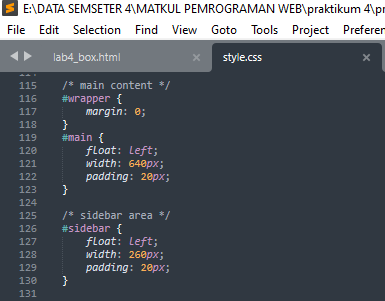 E:\DATA SEMSETER 4\MATKUL PEMROGRAMAN WEB\praktikum 4\pr
File Edit Selection Find View Goto Tools Project Preferen
lab4_box.html × style.css ×
114
115 /* main content */
116 #wrapper {
117 margin: 0;
118 }
119 #main {
120 float: left;
121 width: 640px;
122 padding: 20px;
123 }
124
125 /* sidebar area */
126 #sidebar {
127 float: left;
128 width: 260px;
129 padding: 20px;
130 }
131